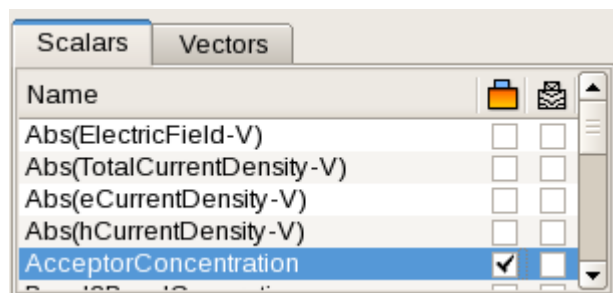 Scalars Vectors
Name
Abs(ElectricField-V)
Abs(TotalCurrentDensity-V)
Abs(eCurrentDensity-V)
Abs(hCurrentDensity-V)
AcceptorConcentration